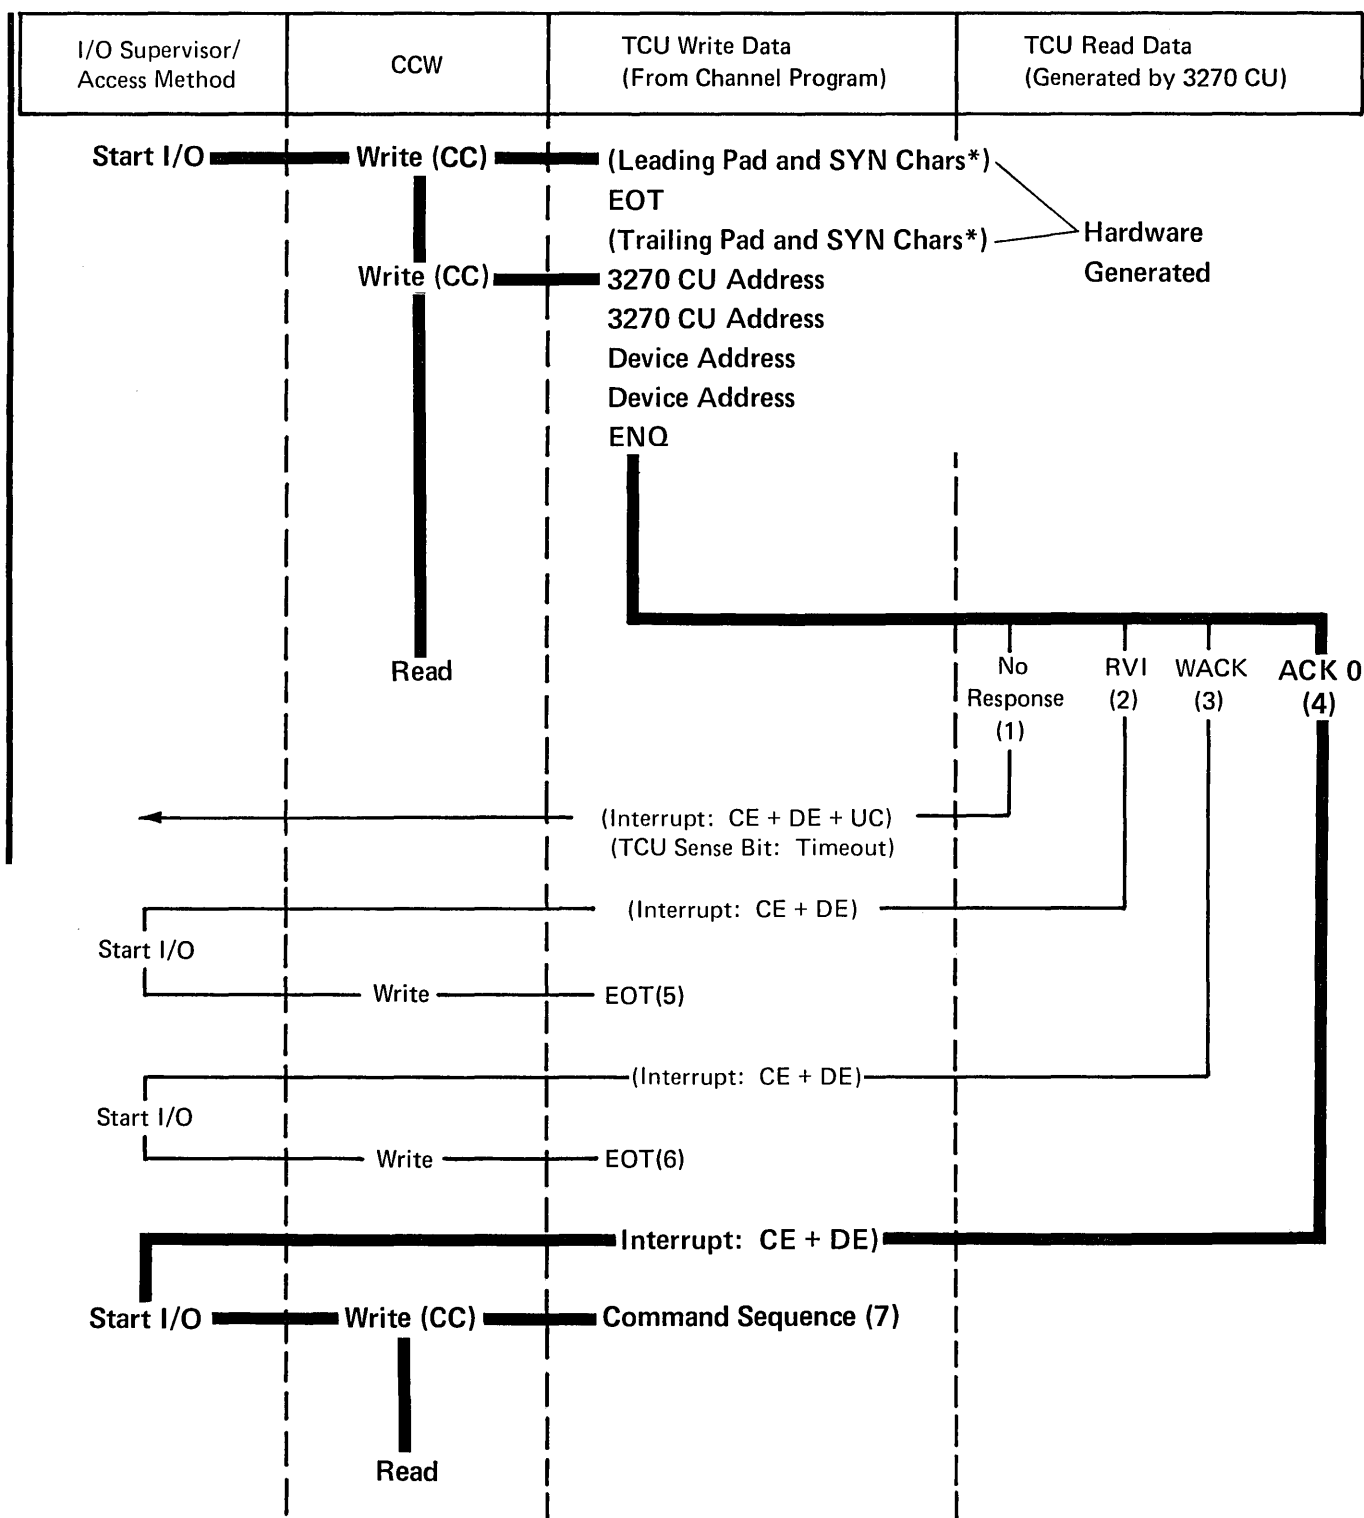 I/O Supervisor/
Access Method
CCW
TCU Write Data
(From Channel Program)
TCU Read Data
(Generated by 3270 CU)
Start I/O
Write (CC)
(Leading Pad and SYN Chars*)
EOT
(Trailing Pad and SYN Chars*)
Hardware
Generated
Write (CC)
3270 CU Address
3270 CU Address
Device Address
Device Address
ENQ
Read
No
Response
(1)
RVI
(2)
WACK
(3)
ACK 0
(4)
(Interrupt: CE + DE + UC)
(TCU Sense Bit: Timeout)
(Interrupt: CE + DE)
Start I/O
Write
EOT(5)
(Interrupt: CE + DE)
Start I/O
Write
EOT(6)
Interrupt: CE + DE)
Start I/O
Write (CC)
Command Sequence (7)
Read